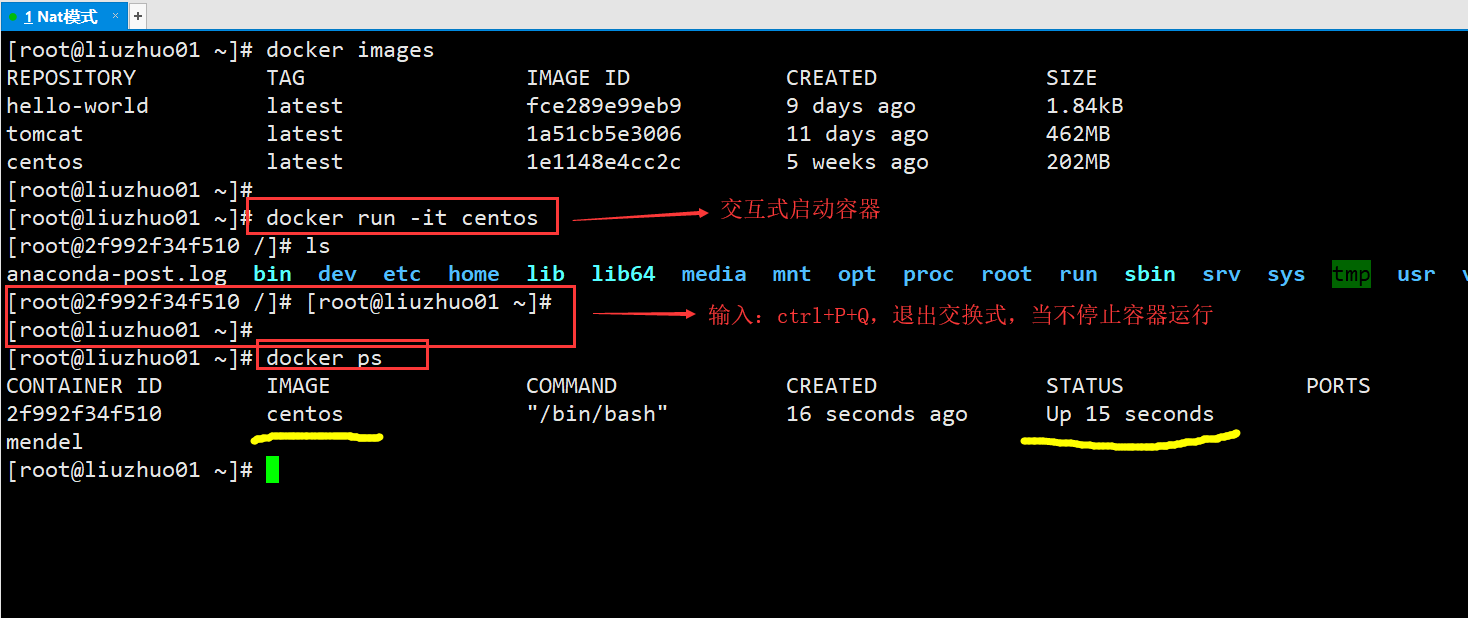 1 Nat模式 × +
[root@liuzhuo01 ~]# docker images
REPOSITORY TAG IMAGE ID CREATED SIZE
hello-world latest fce289e99eb9 9 days ago 1.84kB
tomcat latest 1a51cb5e3006 11 days ago 462MB
centos latest 1e1148e4cc2c 5 weeks ago 202MB
[root@liuzhuo01 ~]#
[root@liuzhuo01 ~]# docker run -it centos 交互式启动容器
[root@2f992f34f510 /]# ls
anaconda-post.log bin dev etc home lib lib64 media mnt opt proc root run sbin srv sys tmp usr
[root@2f992f34f510 /]# [root@liuzhuo01 ~]#
输入：ctrl+P+Q，退出交换式，当不停止容器运行
[root@liuzhuo01 ~]#
[root@liuzhuo01 ~]# docker ps
CONTAINER ID IMAGE COMMAND CREATED STATUS PORTS
2f992f34f510 centos "/bin/bash" 16 seconds ago Up 15 seconds
mendel
[root@liuzhuo01 ~]#